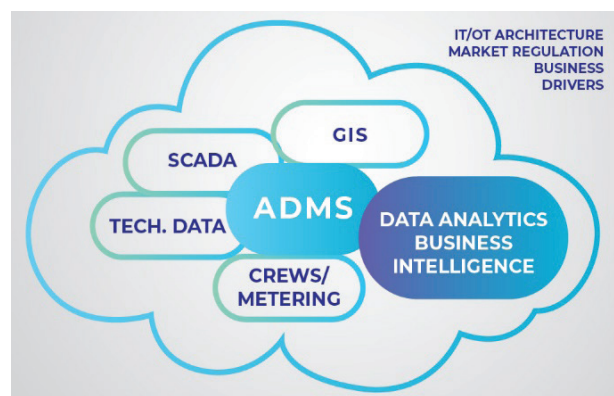 IT/OT ARCHITECTURE
MARKET REGULATION
BUSINESS
DRIVERS
GIS
SCADA
ADMS
TECH. DATA
DATA ANALYTICS
BUSINESS
INTELLIGENCE
CREWS/
METERING